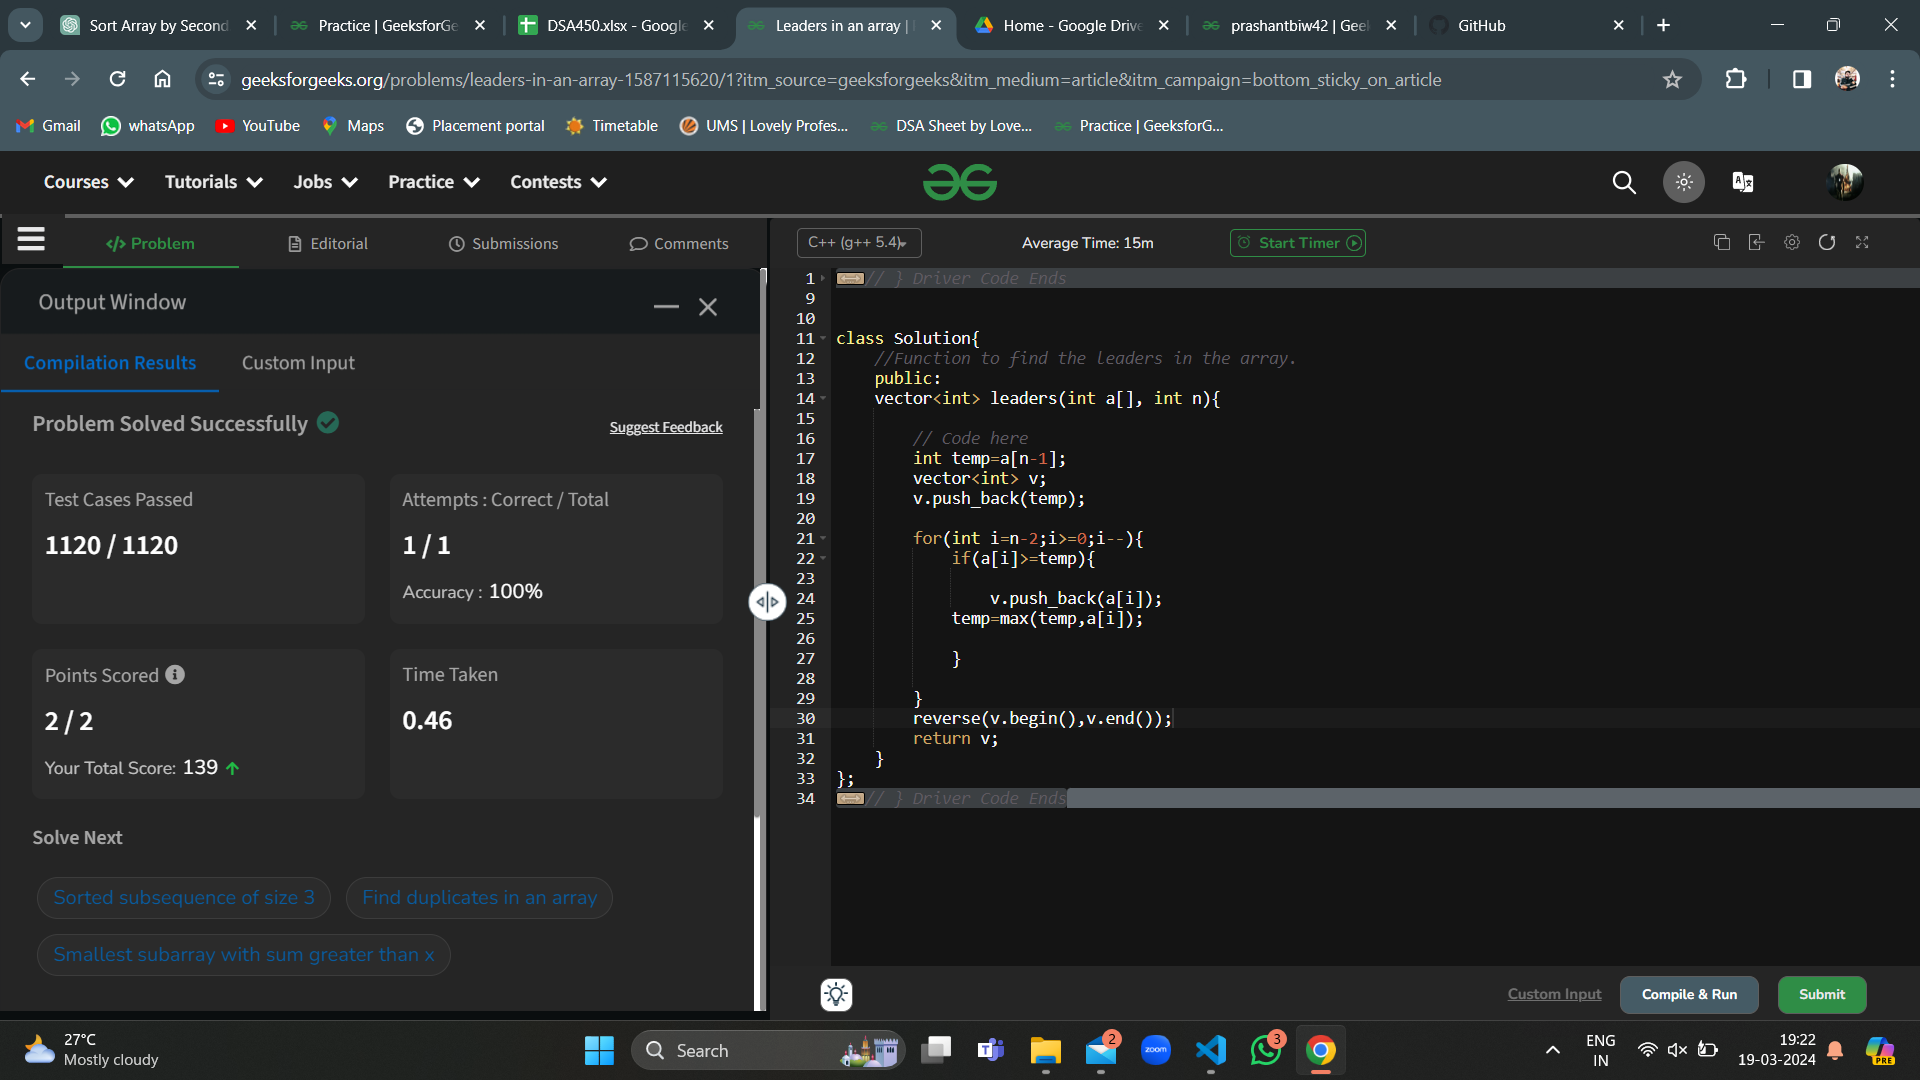 Sort Array by Second
Practice | GeeksforGe
DSA450.xlsx - Google
Leaders in an array |
Home - Google Drive
prashantbiw42 | Geek
GitHub
geeksforgeeks.org/problems/leaders-in-an-array-1587115620/1?itm_source=geeksforgeeks&itm_medium=article&itm_campaign=bottom_sticky_on_article
Gmail
whatsApp
YouTube
Maps
Placement portal
Timetable
UMS | Lovely Profes...
DSA Sheet by Love...
Practice | GeeksforG...
Courses
Tutorials
Jobs
Practice
Contests
</> Problem
Editorial
Submissions
Comments
C++ (g++ 5.4)
Average Time: 15m
Start Timer
Output Window
Compilation Results
Custom Input
Problem Solved Successfully
Suggest Feedback
Test Cases Passed
1120 / 1120
Attempts : Correct / Total
1 / 1
Accuracy : 100%
Points Scored
2 / 2
Your Total Score: 139
Time Taken
0.46
Solve Next
Sorted subsequence of size 3
Find duplicates in an array
Smallest subarray with sum greater than x
1 // } Driver Code Ends
9
10
11 class Solution{
12 //Function to find the leaders in the array.
13 public:
14 vector<int> leaders(int a[], int n){
15
16 // Code here
17 int temp=a[n-1];
18 vector<int> v;
19 v.push_back(temp);
20
21 for(int i=n-2;i>=0;i--){
22 if(a[i]>=temp){
23
24 v.push_back(a[i]);
25 temp=max(temp,a[i]);
26
27 }
28
29 }
30 reverse(v.begin(),v.end());
31 return v;
32 }
33 };
34 // } Driver Code Ends
Custom Input
Compile & Run
Submit
27°C
Mostly cloudy
Search
2
zoom
3
ENG
IN
19:22
19-03-2024
PRE